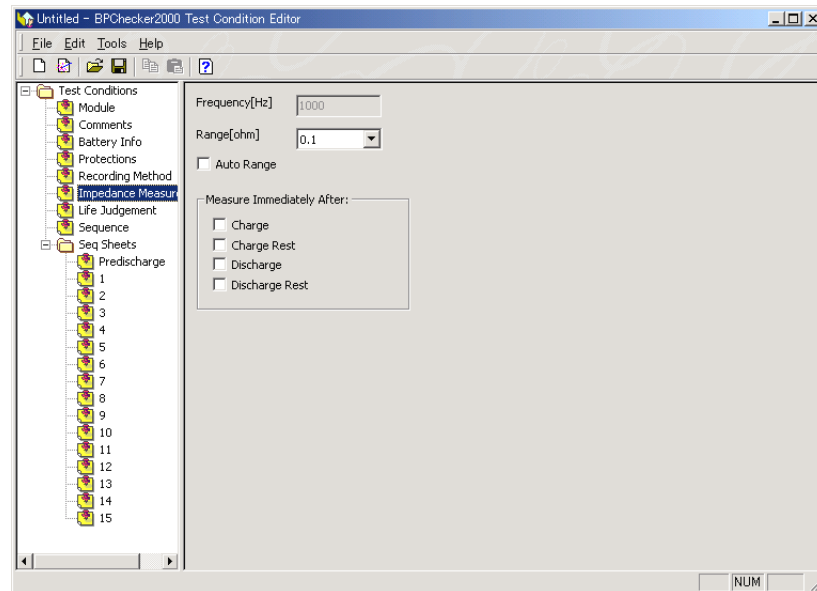 Untitled - BPChecker2000 Test Condition Editor
File Edit Tools Help
Test Conditions
Module
Comments
Battery Info
Protections
Recording Method
Impedance Measur
Life Judgement
Sequence
Seq Sheets
Predischarge
1
2
3
4
5
6
7
8
9
10
11
12
13
14
15
Frequency[Hz] 1000
Range[ohm] 0.1
Auto Range
Measure Immediately After:
Charge
Charge Rest
Discharge
Discharge Rest
NUM